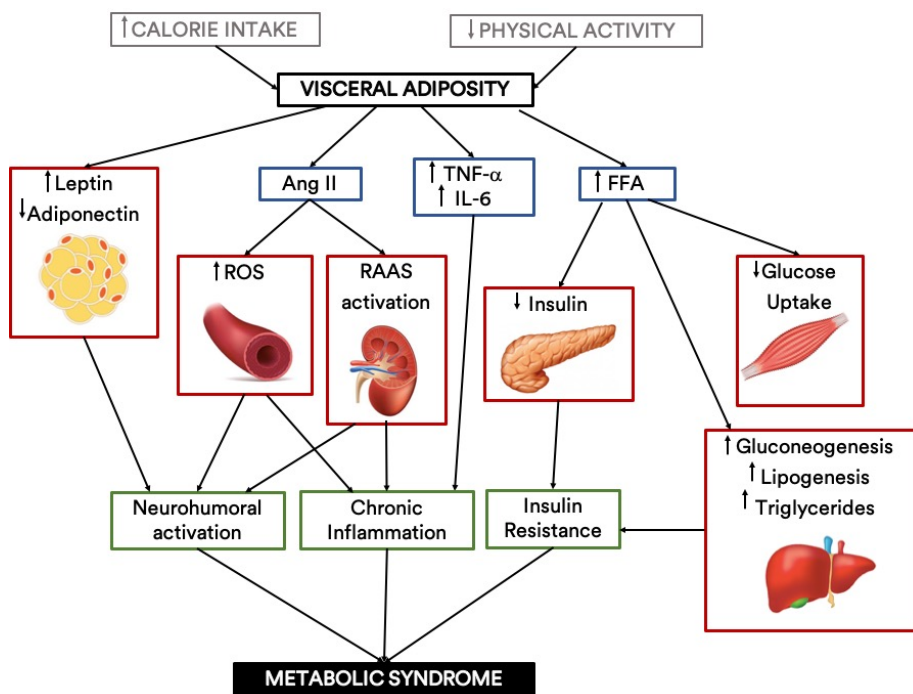 ↑CALORIE INTAKE
↓PHYSICAL ACTIVITY
VISCERAL ADIPOSITY
↑Leptin
↓Adiponectin
Ang II
↑ TNF-α
↑ IL-6
↑ FFA
↑ROS
RAAS
activation
↓ Insulin
↓Glucose
Uptake
↑Gluconeogenesis
↑Lipogenesis
↑Triglycerides
Neurohumoral
activation
Chronic
Inflammation
Insulin
Resistance
METABOLIC SYNDROME